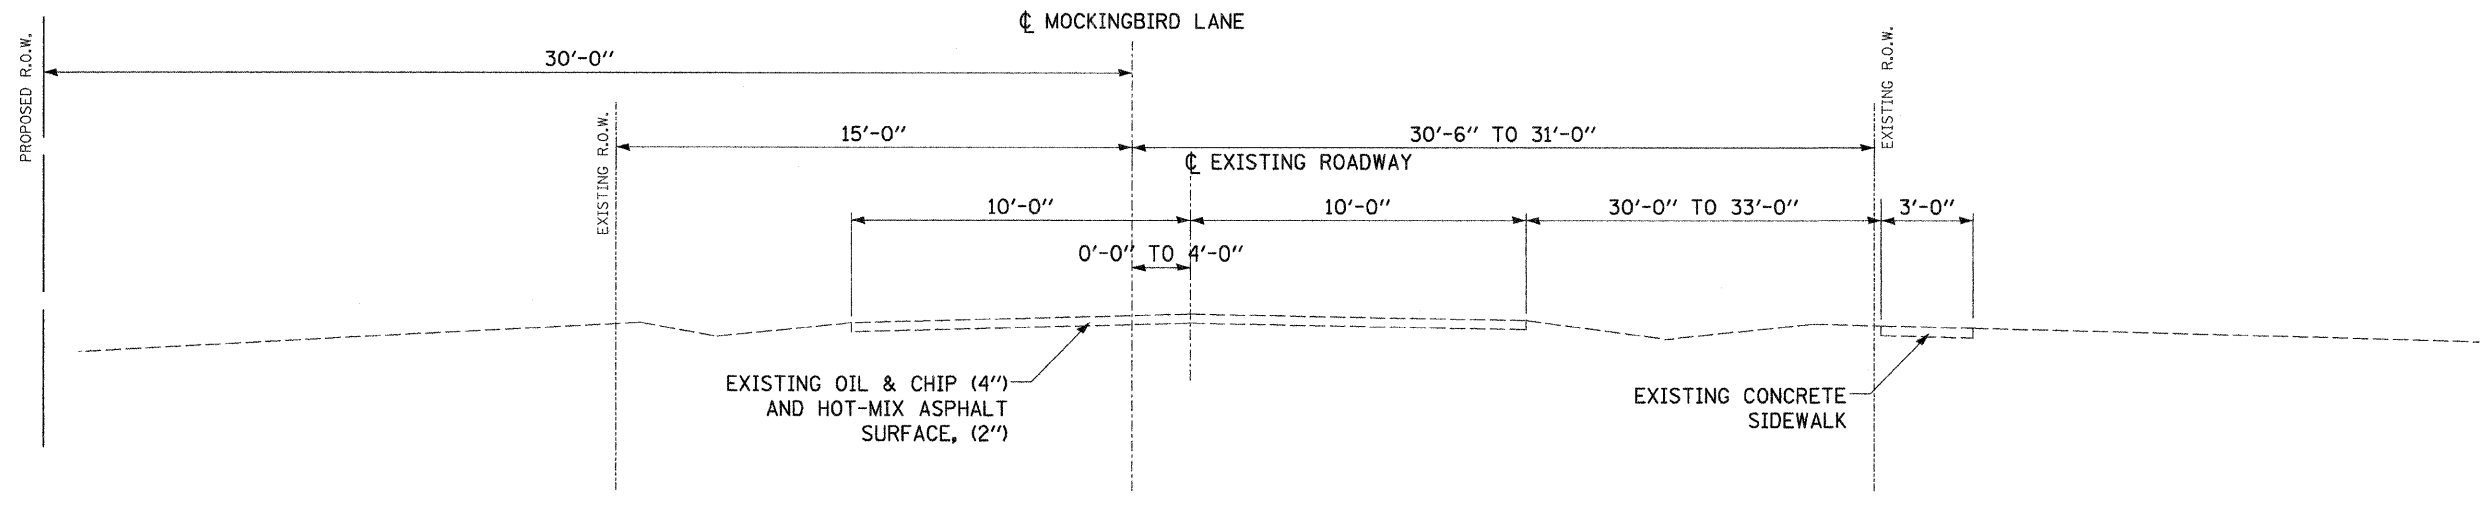 ℄ MOCKINGBIRD LANE
PROPOSED R.O.W.
30'-0"
EXISTING R.O.W.
EXISTING R.O.W.
15'-0"
30'-6" TO 31'-0"
℄ EXISTING ROADWAY
10'-0"
10'-0"
30'-0" TO 33'-0"
3'-0"
0'-0" TO 4'-0"
EXISTING OIL & CHIP (4")
AND HOT-MIX ASPHALT
SURFACE, (2")
EXISTING CONCRETE
SIDEWALK